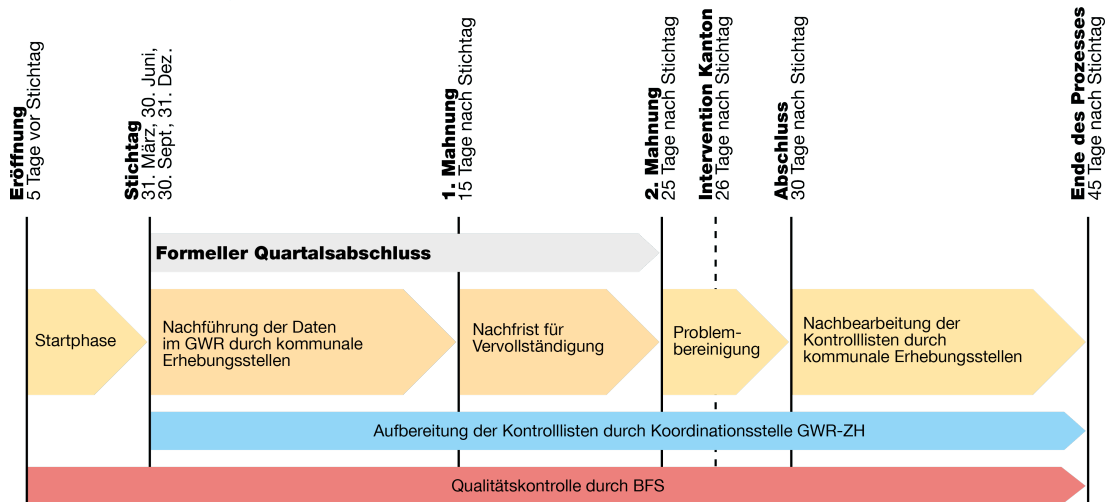 Eröffnung
5 Tage vor Stichtag
Stichtag
31. März, 30. Juni,
30. Sept, 31. Dez.
1. Mahnung
15 Tage nach Stichtag
2. Mahnung
25 Tage nach Stichtag
Intervention Kanton
26 Tage nach Stichtag
Abschluss
30 Tage nach Stichtag
Ende des Prozesses
45 Tage nach Stichtag
Formeller Quartalsabschluss
Startphase
Nachführung der Daten
im GWR durch kommunale
Erhebungsstellen
Nachfrist für
Vervollständigung
Problem-
bereinigung
Nachbearbeitung der
Kontrolllisten durch
kommunale Erhebungsstellen
Aufbereitung der Kontrolllisten durch Koordinationsstelle GWR-ZH
Qualitätskontrolle durch BFS